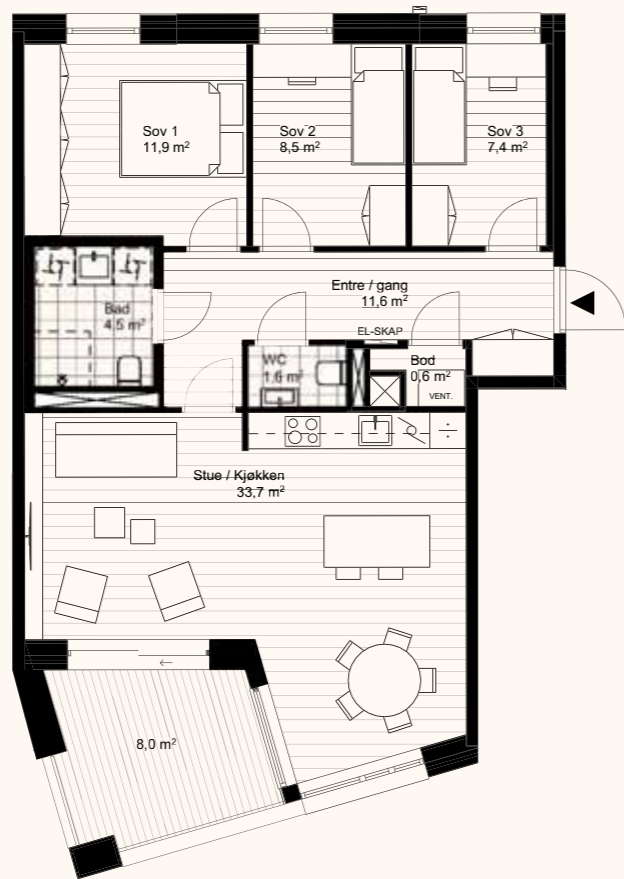 Sov 1
11,9 m²
Sov 2
8,5 m²
Sov 3
7,4 m²
Entre / gang
11,6 m²
EL-SKAP
Bad
4,5 m²
WC
1,6 m²
Bod
0,6 m²
VENT.
Stue / Kjøkken
33,7 m²
8,0 m²